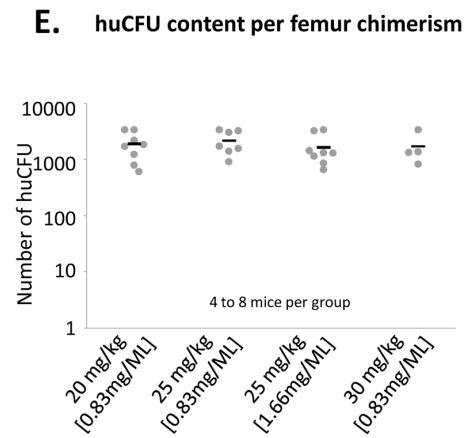 E. huCFU content per femur chimerism
Number of huCFU
10000
1000
100
10
1
4 to 8 mice per group
20 mg/kg
[0.83mg/ML]
25 mg/kg
[0.83mg/ML]
25 mg/kg
[1.66mg/ML]
30 mg/kg
[0.83mg/ML]